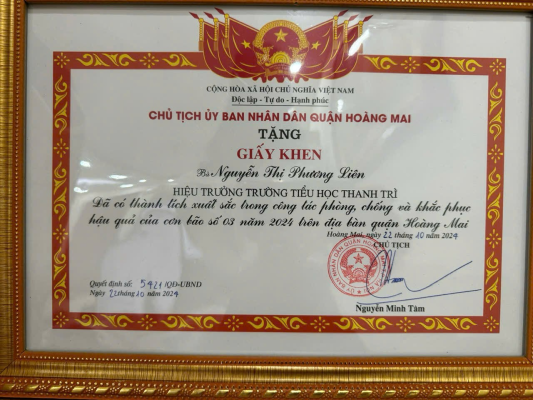 CỘNG HÒA XÃ HỘI CHỦ NGHĨA VIỆT NAM
Độc lập - Tự do - Hạnh phúc
CHỦ TỊCH ỦY BAN NHÂN DÂN QUẬN HOÀNG MAI
TẶNG
GIẤY KHEN
Bà Nguyễn Thị Phương Liên
HIỆU TRƯỞNG TRƯỜNG TIỂU HỌC THANH TRÌ
Đã có thành tích xuất sắc trong công tác phòng, chống và khắc phục
hậu quả của cơn bão số 03 năm 2024 trên địa bàn quận Hoàng Mai
Hoàng Mai, ngày 22 tháng 10 năm 2024
CHỦ TỊCH
Quyết định số: 5421/QĐ-UBND
Ngày 22 tháng 10 năm 2024
Nguyễn Minh Tâm